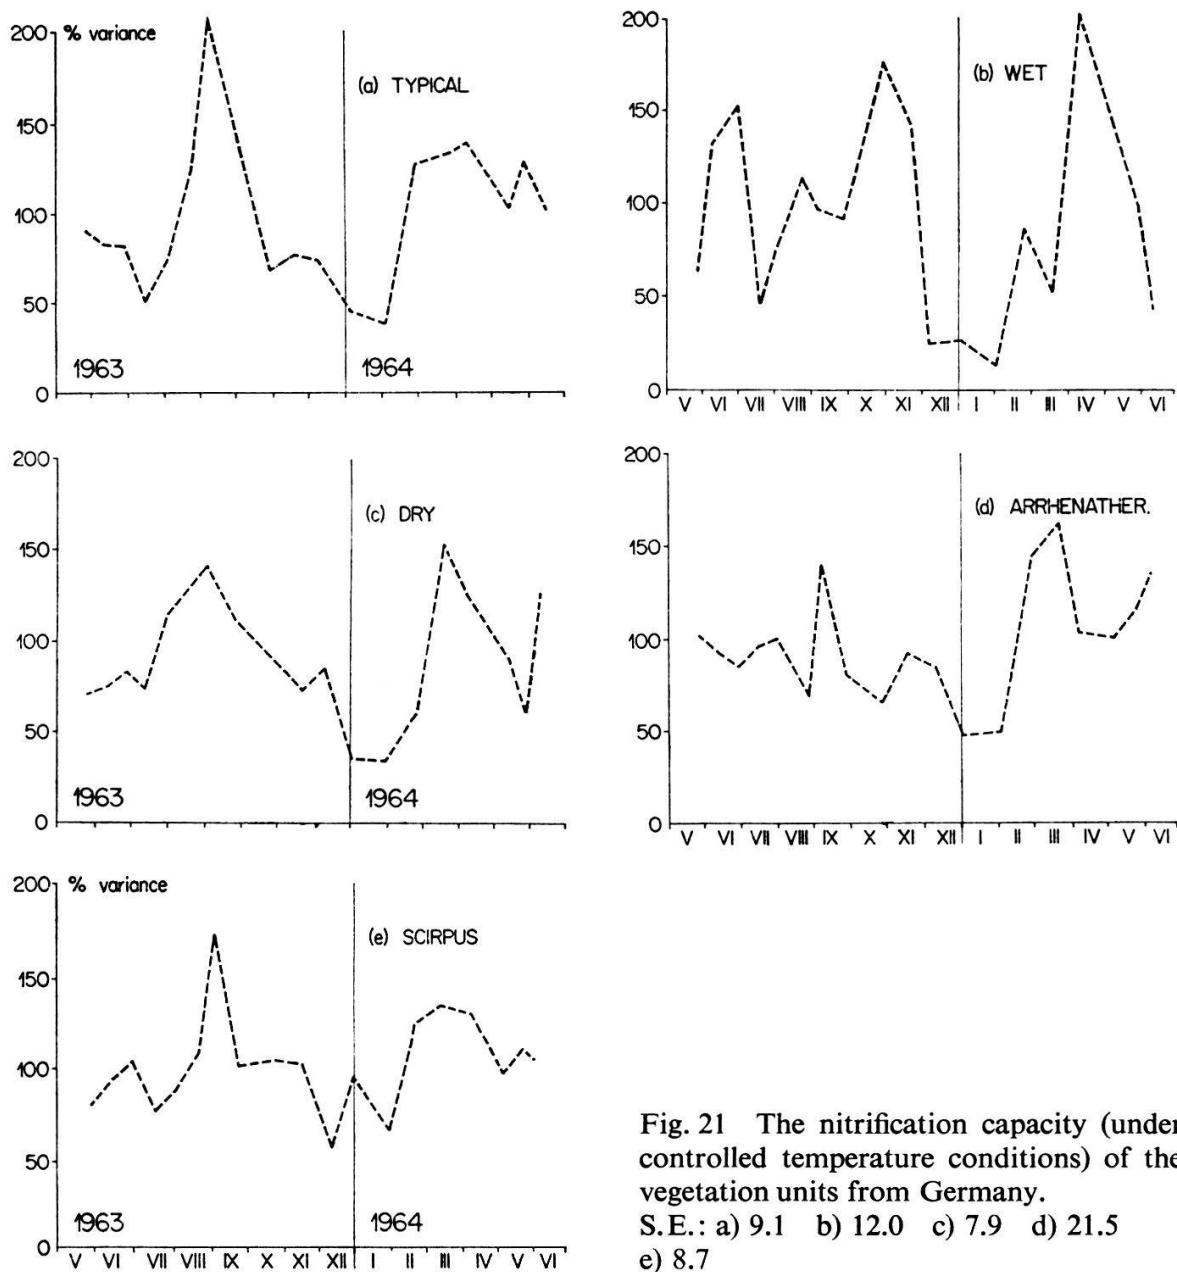 200 % variance
150
100
50
0
(a) TYPICAL
1963 1964
200
150
100
50
0
(b) WET
V VI VII VIII IX X XI XII I II III IV V VI
200
150
100
50
0
(c) DRY
1963 1964
200
150
100
50
0
(d) ARRHENATHER.
V VI VII VIII IX X XI XII I II III IV V VI
200 % variance
150
100
50
0
(e) SCIRPUS
1963 1964
V VI VII VIII IX X XI XII I II III IV V VI
Fig. 21 The nitrification capacity (under
controlled temperature conditions) of the
vegetation units from Germany.
S.E.: a) 9.1 b) 12.0 c) 7.9 d) 21.5
e) 8.7